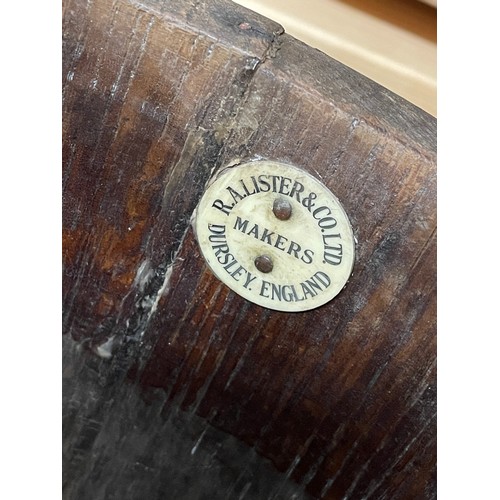 R.A LISTER & CO. LTD
MAKERS
DURSLEY, ENGLAND